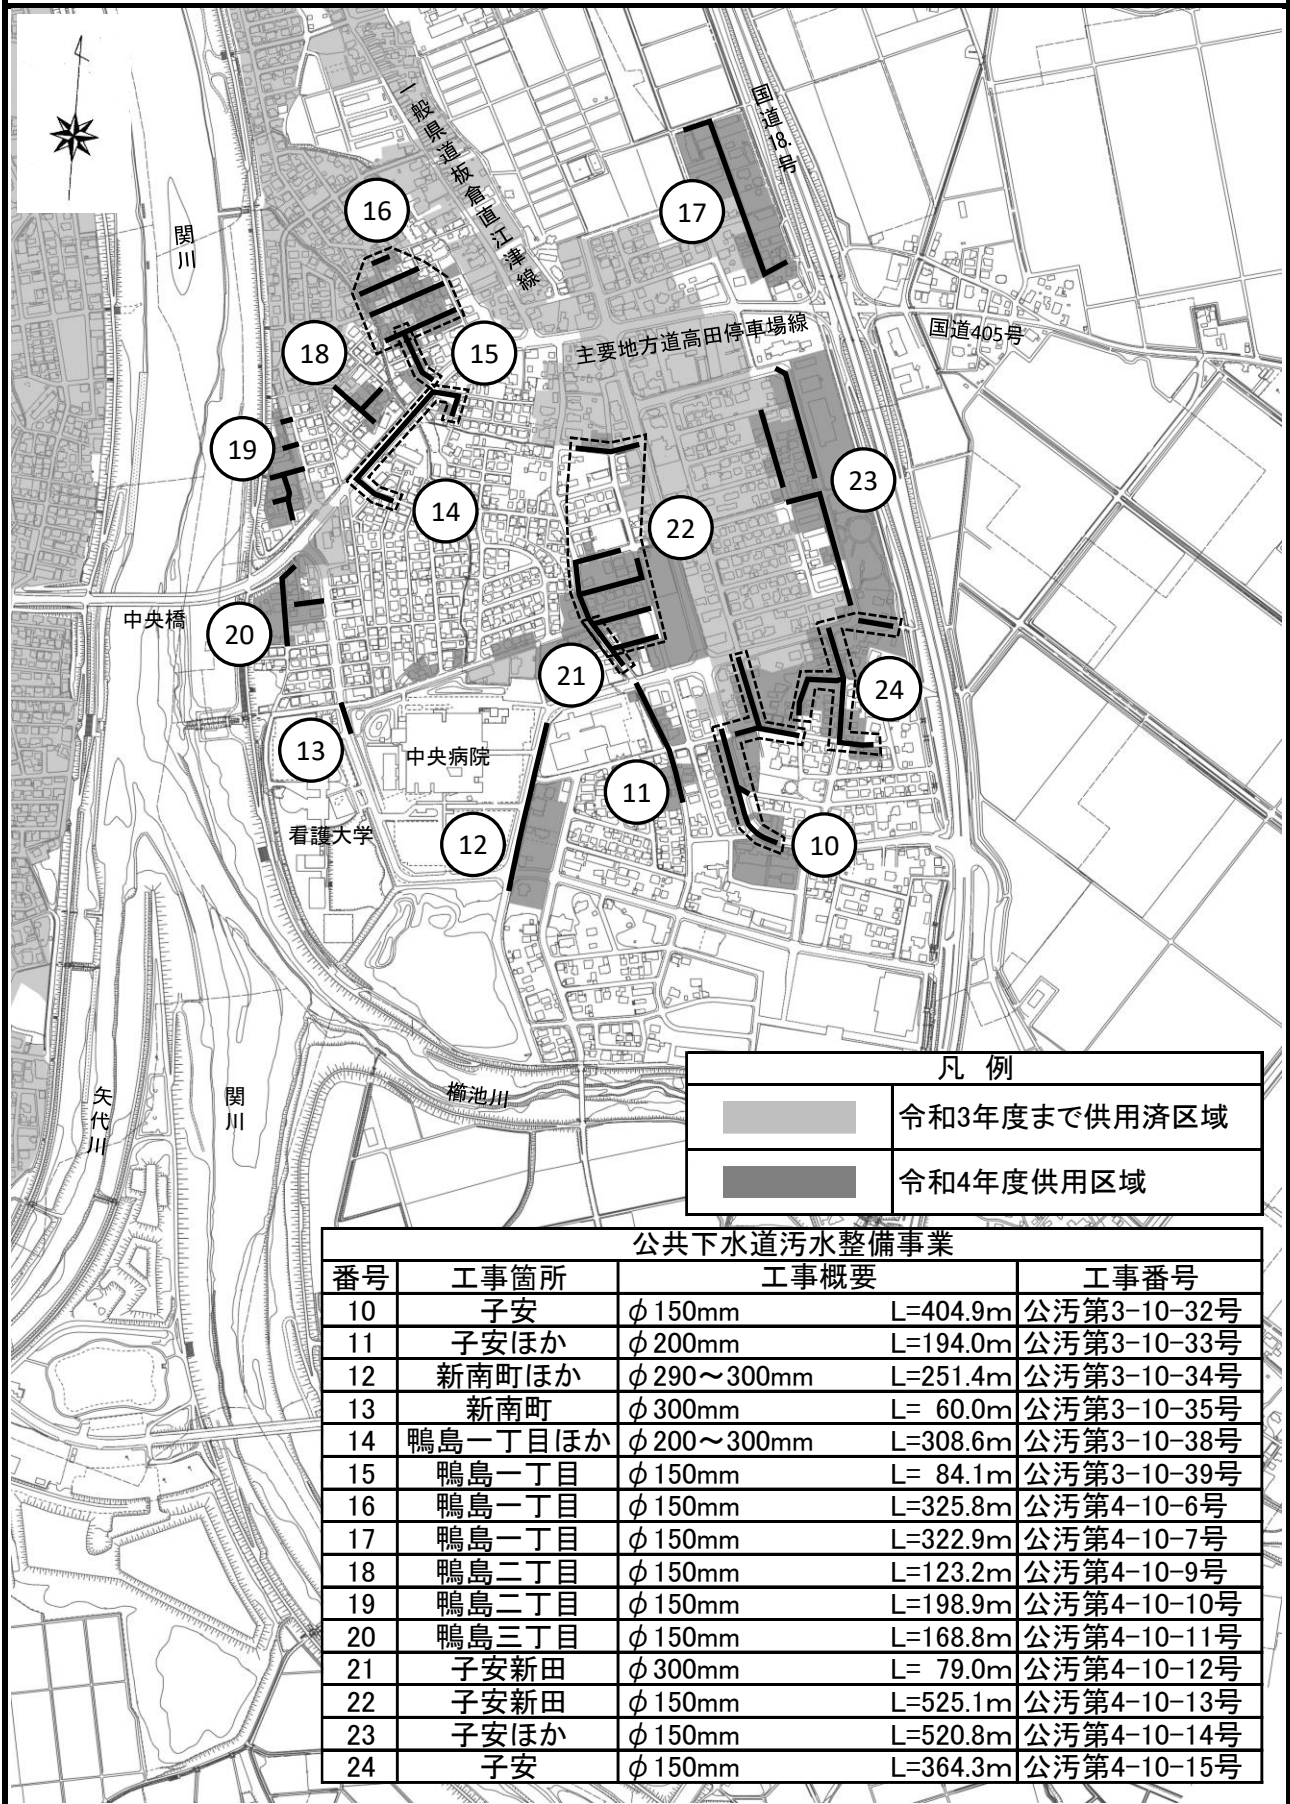 一般県道板倉直江津線
国道18号
関川
16
17
国道405号
主要地方道高田停車場線
18
15
19
23
14
22
中央橋
20
21
24
13
中央病院
11
看護大学
12
10
矢代川
関川
櫛池川
凡 例
令和3年度まで供用済区域
令和4年度供用区域
公共下水道汚水整備事業
番号 工事箇所 工事概要 工事番号
10 子安 φ150mm L=404.9m 公汚第3-10-32号
11 子安ほか φ200mm L=194.0m 公汚第3-10-33号
12 新南町ほか φ290～300mm L=251.4m 公汚第3-10-34号
13 新南町 φ300mm L= 60.0m 公汚第3-10-35号
14 鴨島一丁目ほか φ200～300mm L=308.6m 公汚第3-10-38号
15 鴨島一丁目 φ150mm L= 84.1m 公汚第3-10-39号
16 鴨島一丁目 φ150mm L=325.8m 公汚第4-10-6号
17 鴨島一丁目 φ150mm L=322.9m 公汚第4-10-7号
18 鴨島二丁目 φ150mm L=123.2m 公汚第4-10-9号
19 鴨島二丁目 φ150mm L=198.9m 公汚第4-10-10号
20 鴨島三丁目 φ150mm L=168.8m 公汚第4-10-11号
21 子安新田 φ300mm L= 79.0m 公汚第4-10-12号
22 子安新田 φ150mm L=525.1m 公汚第4-10-13号
23 子安ほか φ150mm L=520.8m 公汚第4-10-14号
24 子安 φ150mm L=364.3m 公汚第4-10-15号